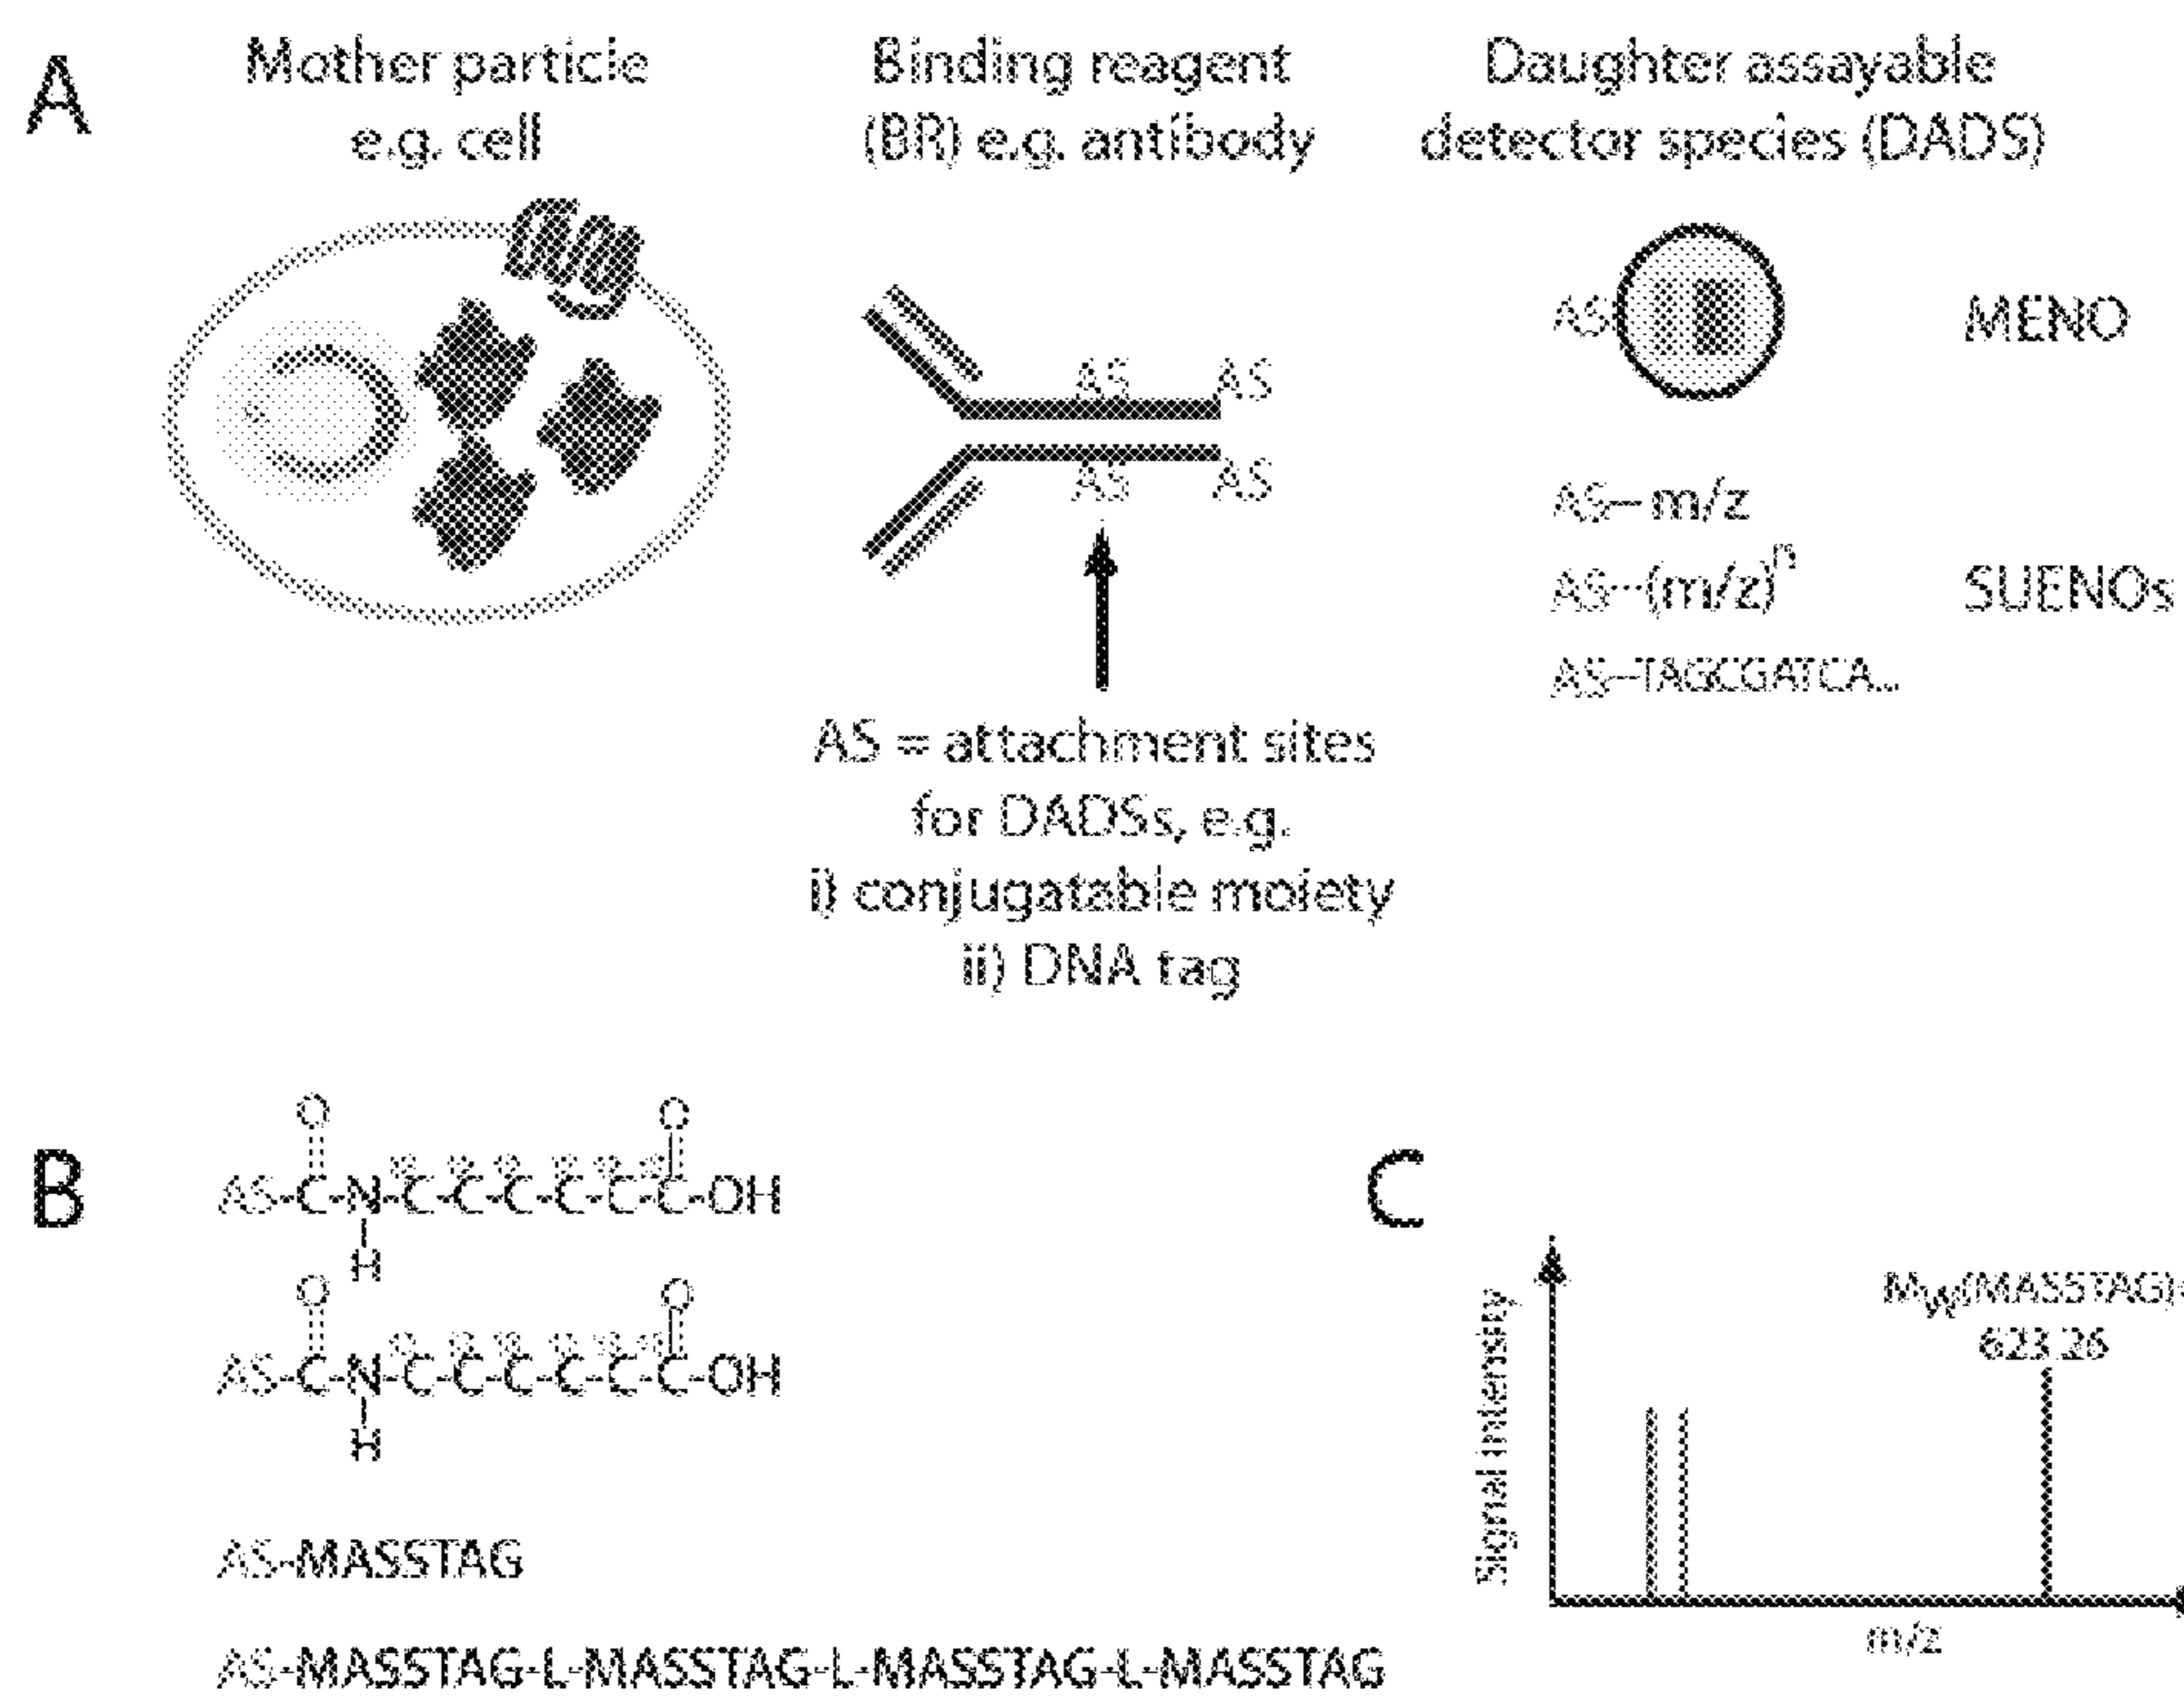 A
Mother particle
e.g. cell
Binding reagent
(BR) e.g. antibody
Daughter assayable
detector species (DADS)
AS
MENO
AS AS
AS AS
AS–m/z
AS–(m/z)n
SUENOs
AS–TAGCGATCA...
AS = attachment sites
for DADSs, e.g.
i) conjugatable moiety
ii) DNA tag
B
O O
AS-C-N-C-C-C-C-C-C-OH
H
O O
AS-C-N-C-C-C-C-C-C-OH
H
AS-MASSTAG
AS-MASSTAG-L-MASSTAG-L-MASSTAG-L-MASSTAG
C
Signal intensity
MW(MASSTAG)=
623.26
m/z